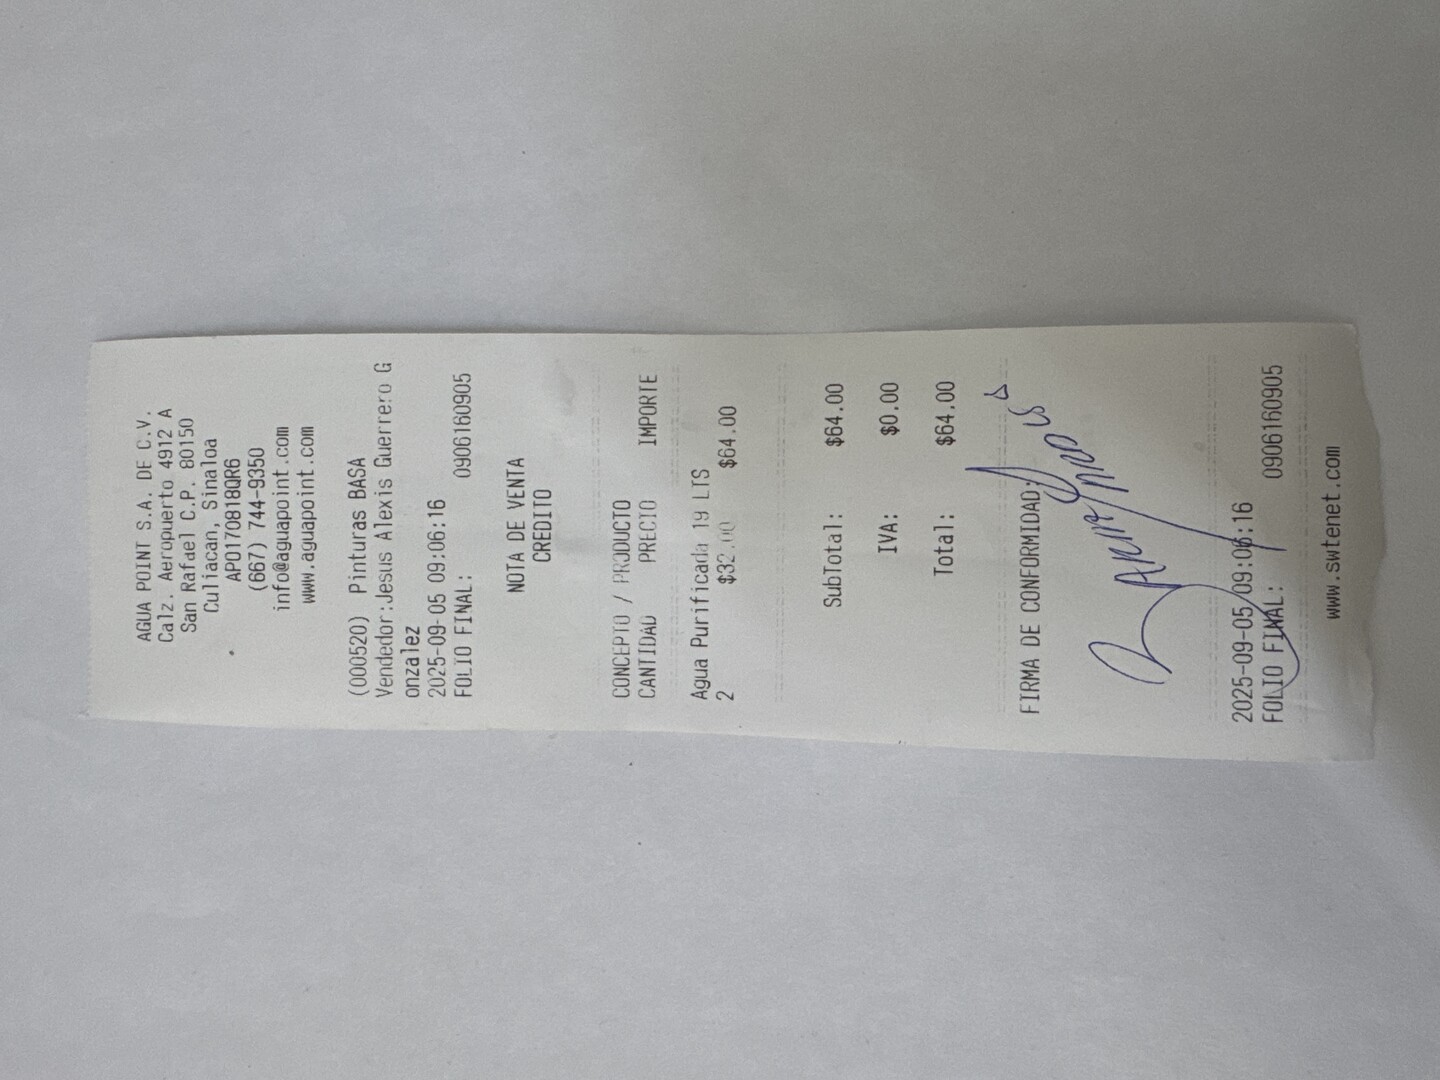 AGUA POINT S.A. DE C.V.
Calz. Aeropuerto 4912 A
San Rafael C.P. 80150
Culiacan, Sinaloa
APO170818QR6
(667) 744-9350
info@aguapoint.com
www.aguapoint.com
(000520) Pinturas BASA
Vendedor:Jesus Alexis Guerrero G
onzalez
2025-09-05 09:06:16
FOLIO FINAL: 0906160905
NOTA DE VENTA
CREDITO
CONCEPTO / PRODUCTO
CANTIDAD PRECIO IMPORTE
Agua Purificada 19 LTS
2 $32.00 $64.00
SubTotal: $64.00
IVA: $0.00
Total: $64.00
FIRMA DE CONFORMIDAD:
2025-09-05 09:06:16
FOLIO FINAL: 0906160905
www.swtenet.com